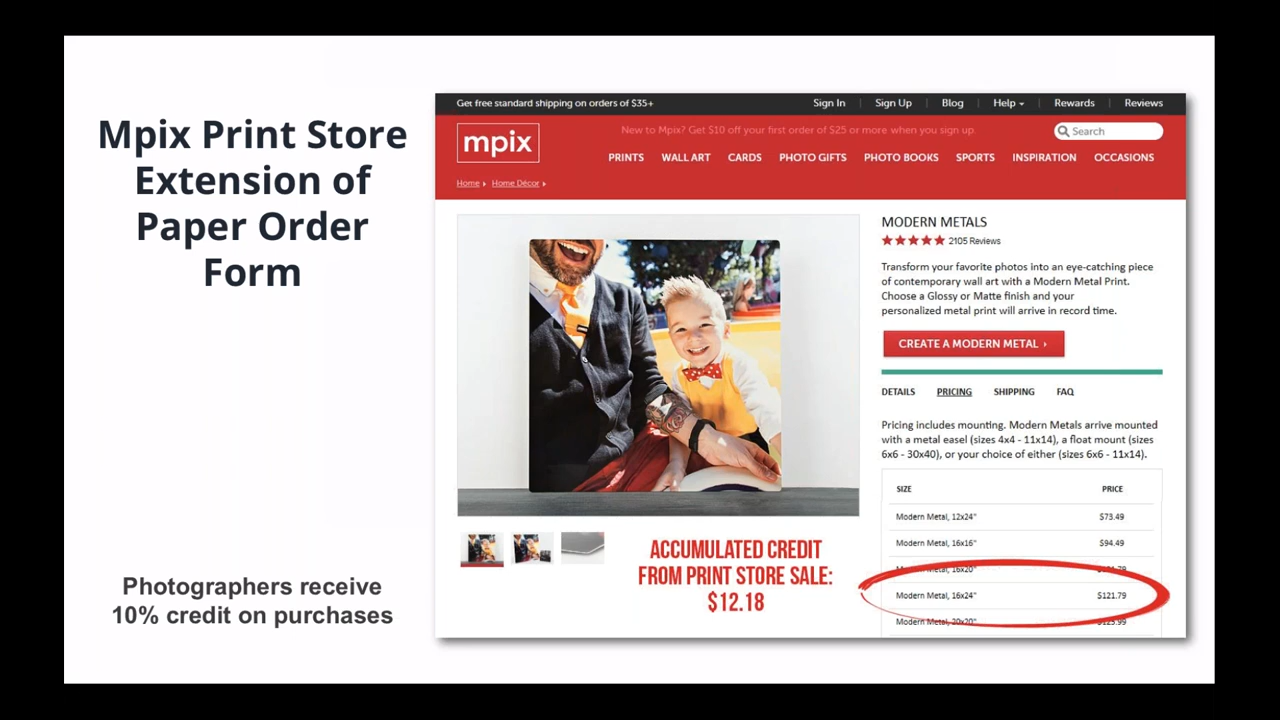 Mpix Print Store
Extension of
Paper Order
Form
Photographers receive
10% credit on purchases
Get free standard shipping on orders of $35+
Sign In | Sign Up | Blog | Help | Rewards | Reviews
mpix
New to Mpix? Get $10 off your first order of $25 or more when you sign up.
Search
PRINTS WALL ART CARDS PHOTO GIFTS PHOTO BOOKS SPORTS INSPIRATION OCCASIONS
Home Home Décor
MODERN METALS
2105 Reviews
Transform your favorite photos into an eye-catching piece
of contemporary wall art with a Modern Metal Print.
Choose a Glossy or Matte finish and your
personalized metal print will arrive in record time.
CREATE A MODERN METAL
DETAILS PRICING SHIPPING FAQ
Pricing includes mounting. Modern Metals arrive mounted
with a metal easel (sizes 4x4 - 11x14), a float mount (sizes
6x6 - 30x40), or your choice of either (sizes 6x6 - 11x14).
SIZE PRICE
Modern Metal, 12x24" $73.49
Modern Metal, 16x16" $94.49
Modern Metal, 16x20"
Modern Metal, 16x24" $121.79
Modern Metal, 20x20" $123.99
ACCUMULATED CREDIT
FROM PRINT STORE SALE:
$12.18